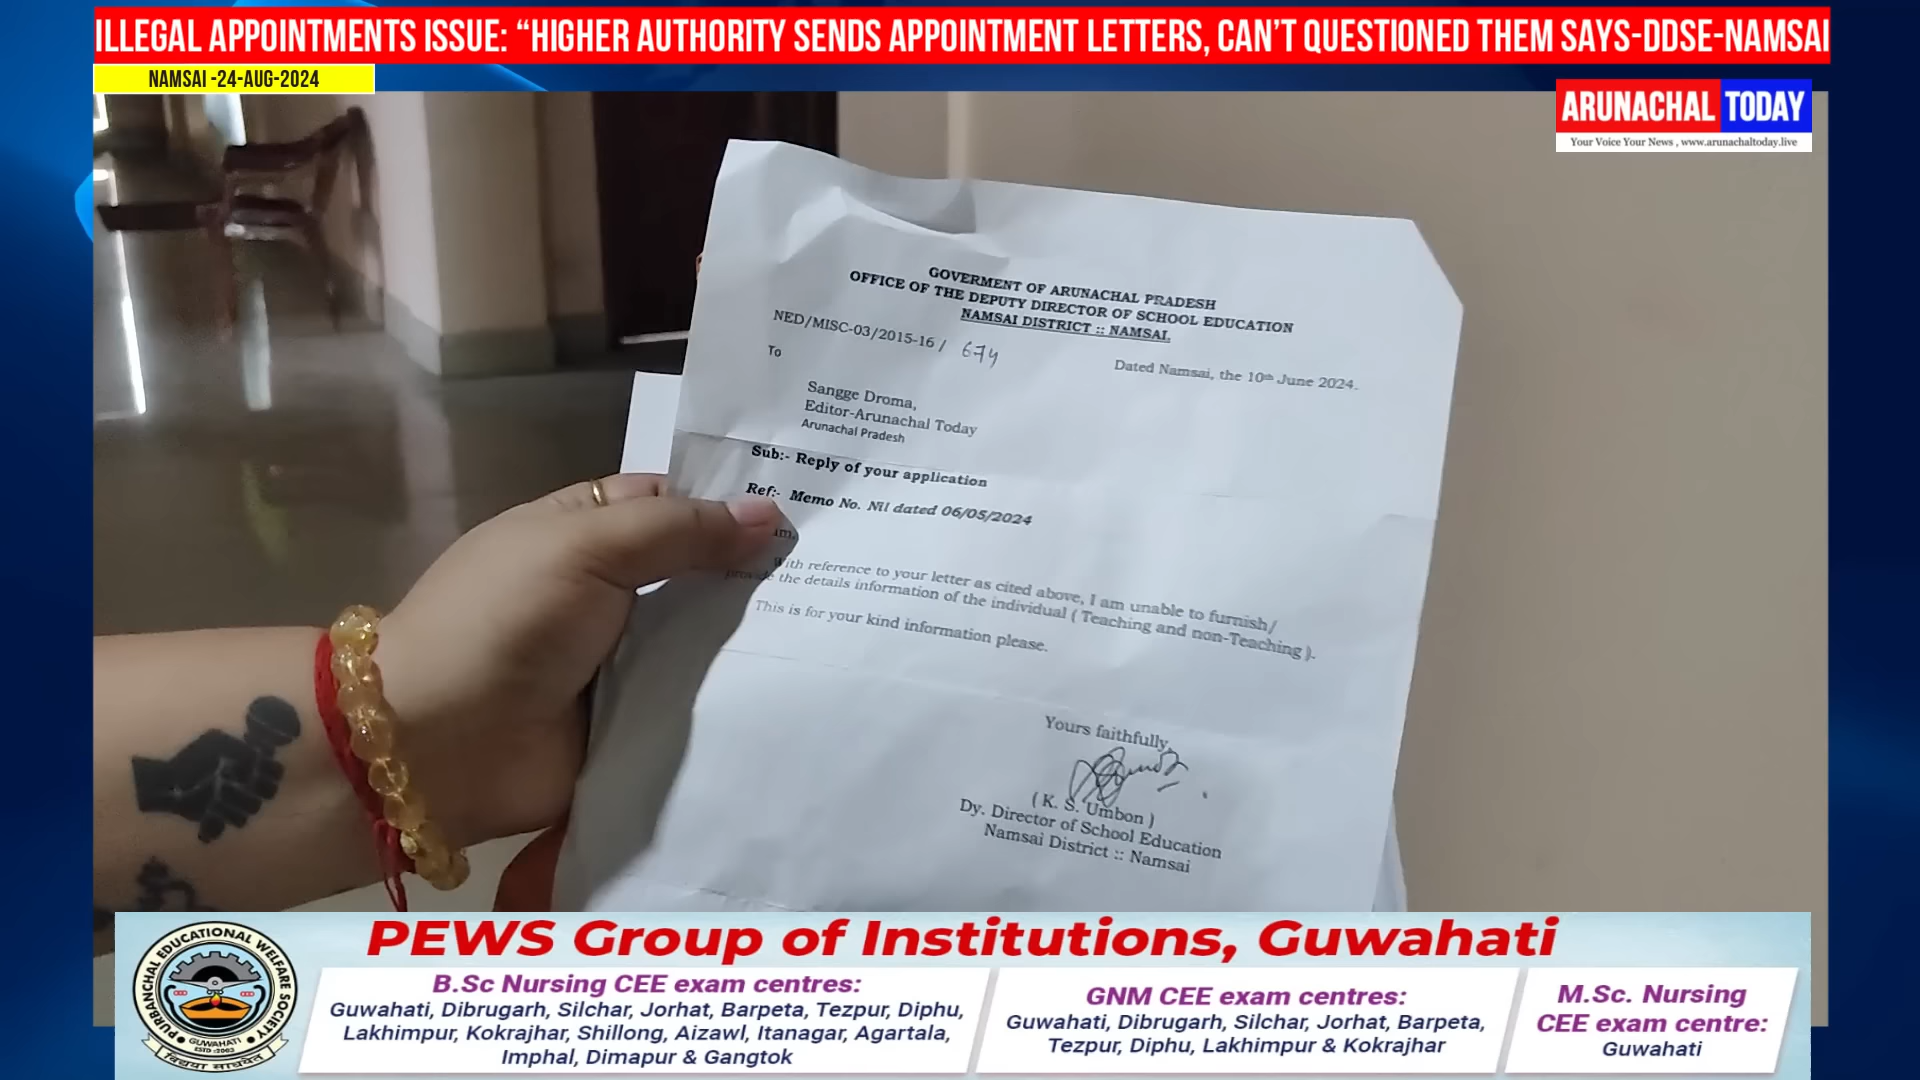 ILLEGAL APPOINTMENTS ISSUE: “HIGHER AUTHORITY SENDS APPOINTMENT LETTERS, CAN’T QUESTIONED THEM SAYS-DDSE-NAMSAI
NAMSAI -24-AUG-2024
ARUNACHAL TODAY
Your Voice Your News , www.arunachaltoday.live
GOVERMENT OF ARUNACHAL PRADESH
OFFICE OF THE DEPUTY DIRECTOR OF SCHOOL EDUCATION
NAMSAI DISTRICT :: NAMSAI.
NED/MISC-03/2015-16 / 674
Dated Namsai, the 10th June 2024.
To
Sangge Droma,
Editor-Arunachal Today
Arunachal Pradesh
Sub:- Reply of your application
Ref:- Memo No. Nil dated 06/05/2024
With reference to your letter as cited above, I am unable to furnish/
provide the details information of the individual ( Teaching and non-Teaching ).
This is for your kind information please.
Yours faithfully,
( K. S. Umbon )
Dy. Director of School Education
Namsai District :: Namsai
PURBANCHAL EDUCATIONAL WELFARE SOCIETY
GUWAHATI
ESTD :2003
PEWS Group of Institutions, Guwahati
B.Sc Nursing CEE exam centres:
Guwahati, Dibrugarh, Silchar, Jorhat, Barpeta, Tezpur, Diphu,
Lakhimpur, Kokrajhar, Shillong, Aizawl, Itanagar, Agartala,
Imphal, Dimapur & Gangtok
GNM CEE exam centres:
Guwahati, Dibrugarh, Silchar, Jorhat, Barpeta,
Tezpur, Diphu, Lakhimpur & Kokrajhar
M.Sc. Nursing
CEE exam centre:
Guwahati